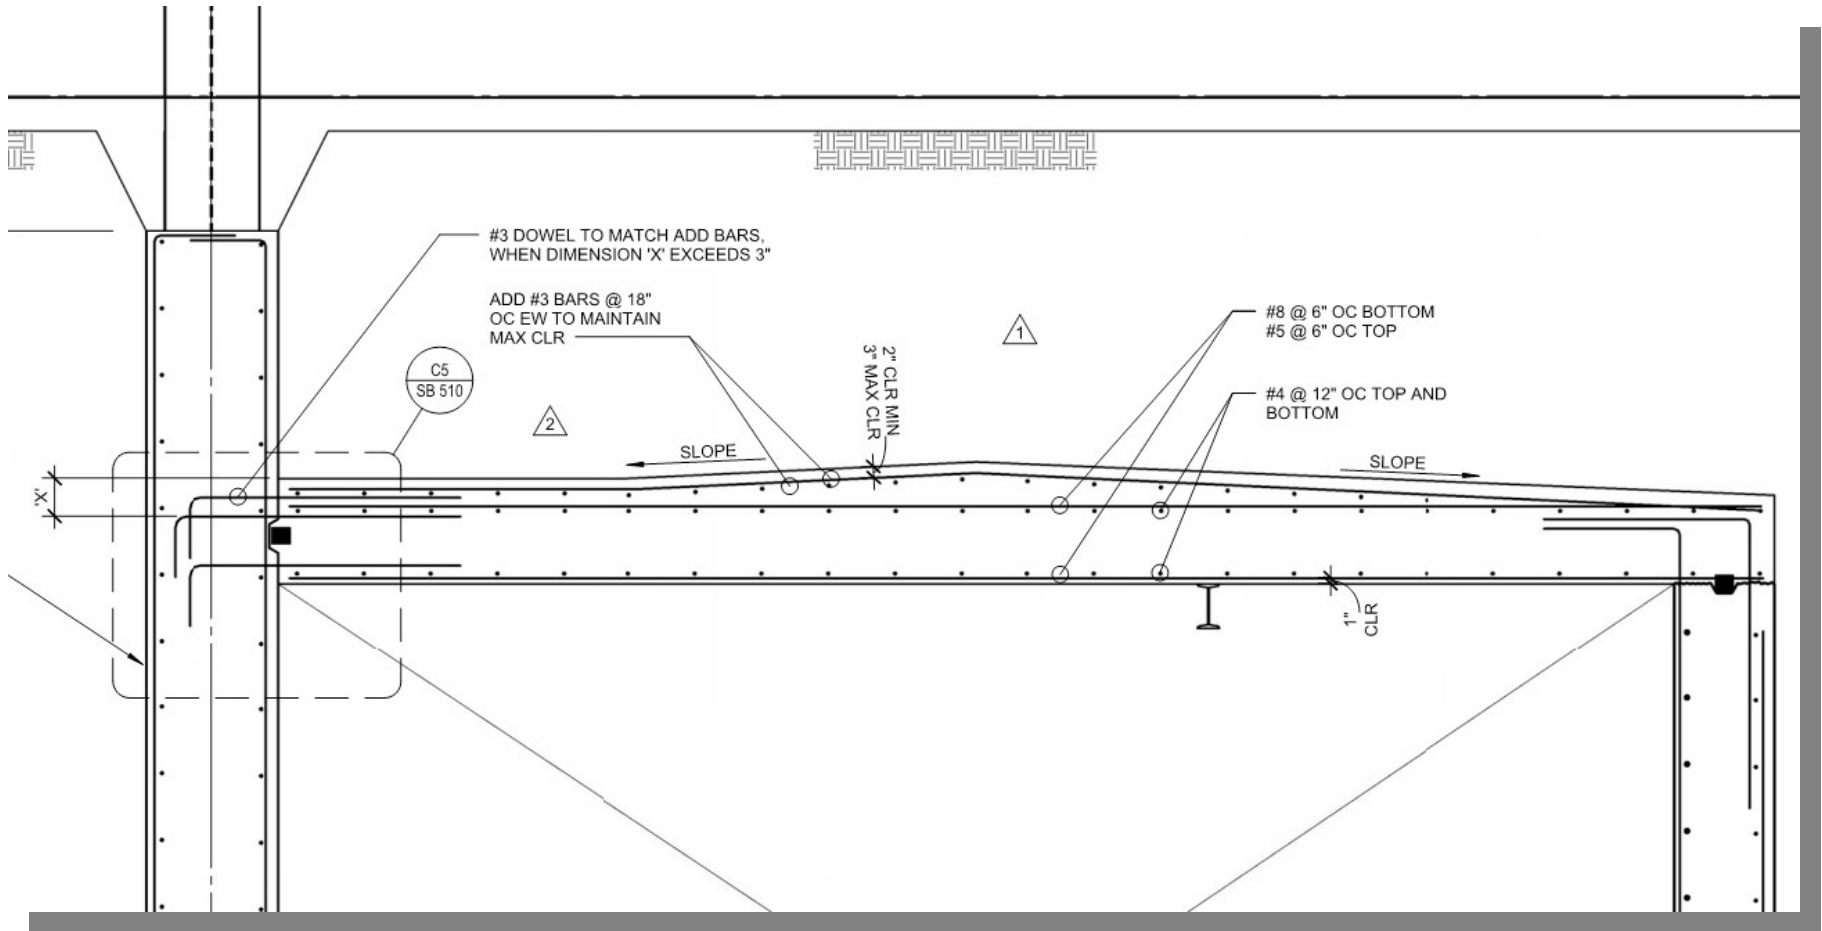 #3 DOWEL TO MATCH ADD BARS,
WHEN DIMENSION 'X' EXCEEDS 3"
ADD #3 BARS @ 18"
OC EW TO MAINTAIN
MAX CLR
1
#8 @ 6" OC BOTTOM
#5 @ 6" OC TOP
C5
SB 510
2" CLR MIN
3" MAX CLR
#4 @ 12" OC TOP AND
BOTTOM
2
SLOPE
SLOPE
'X'
1"
CLR